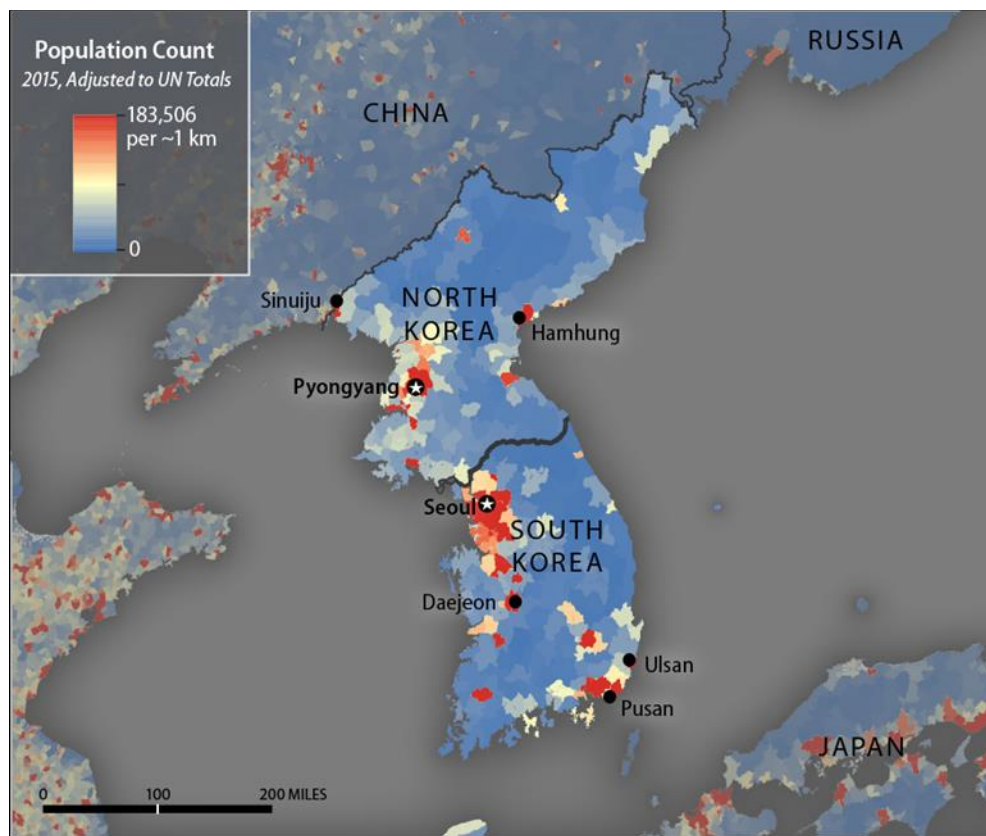 Population Count
2015, Adjusted to UN Totals
183,506
per ~1 km
0
RUSSIA
CHINA
Sinuiju
NORTH
KOREA
Hamhung
Pyongyang
Seoul
SOUTH
KOREA
Daejeon
Ulsan
Pusan
JAPAN
0 100 200 MILES